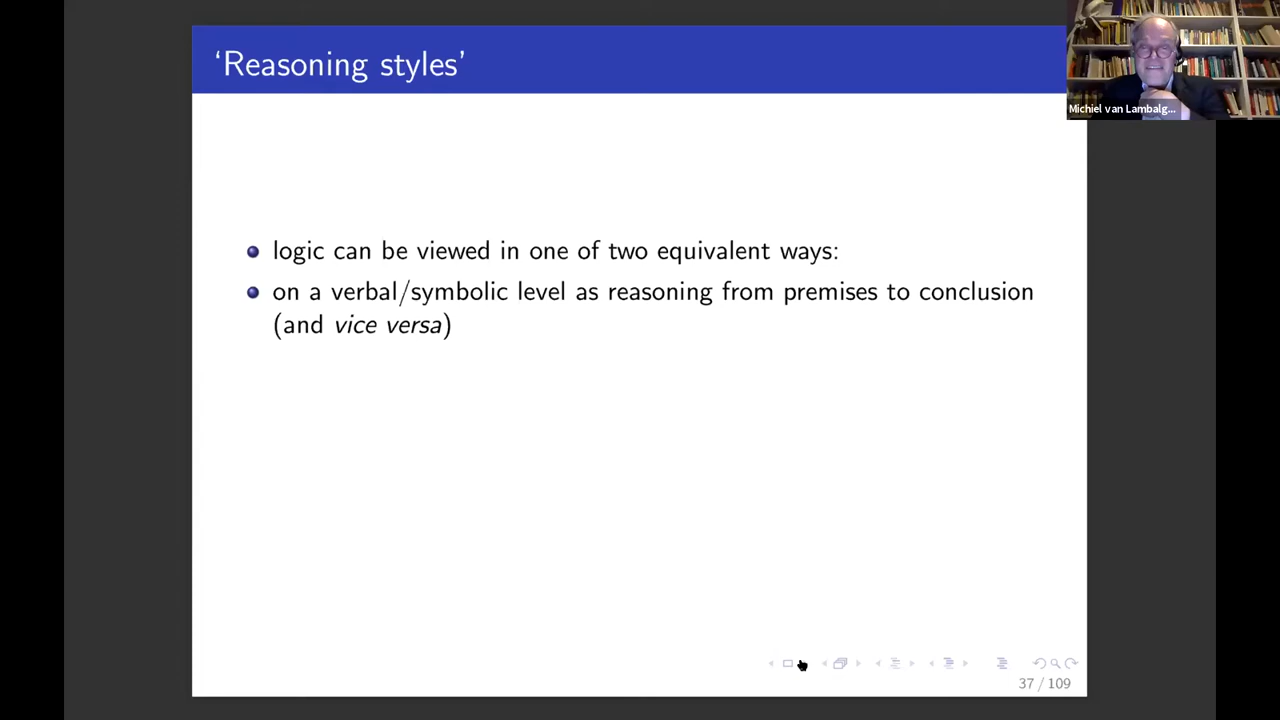 ‘Reasoning styles’
Michiel van Lambalg...
logic can be viewed in one of two equivalent ways:
on a verbal/symbolic level as reasoning from premises to conclusion
(and vice versa)
37 / 109